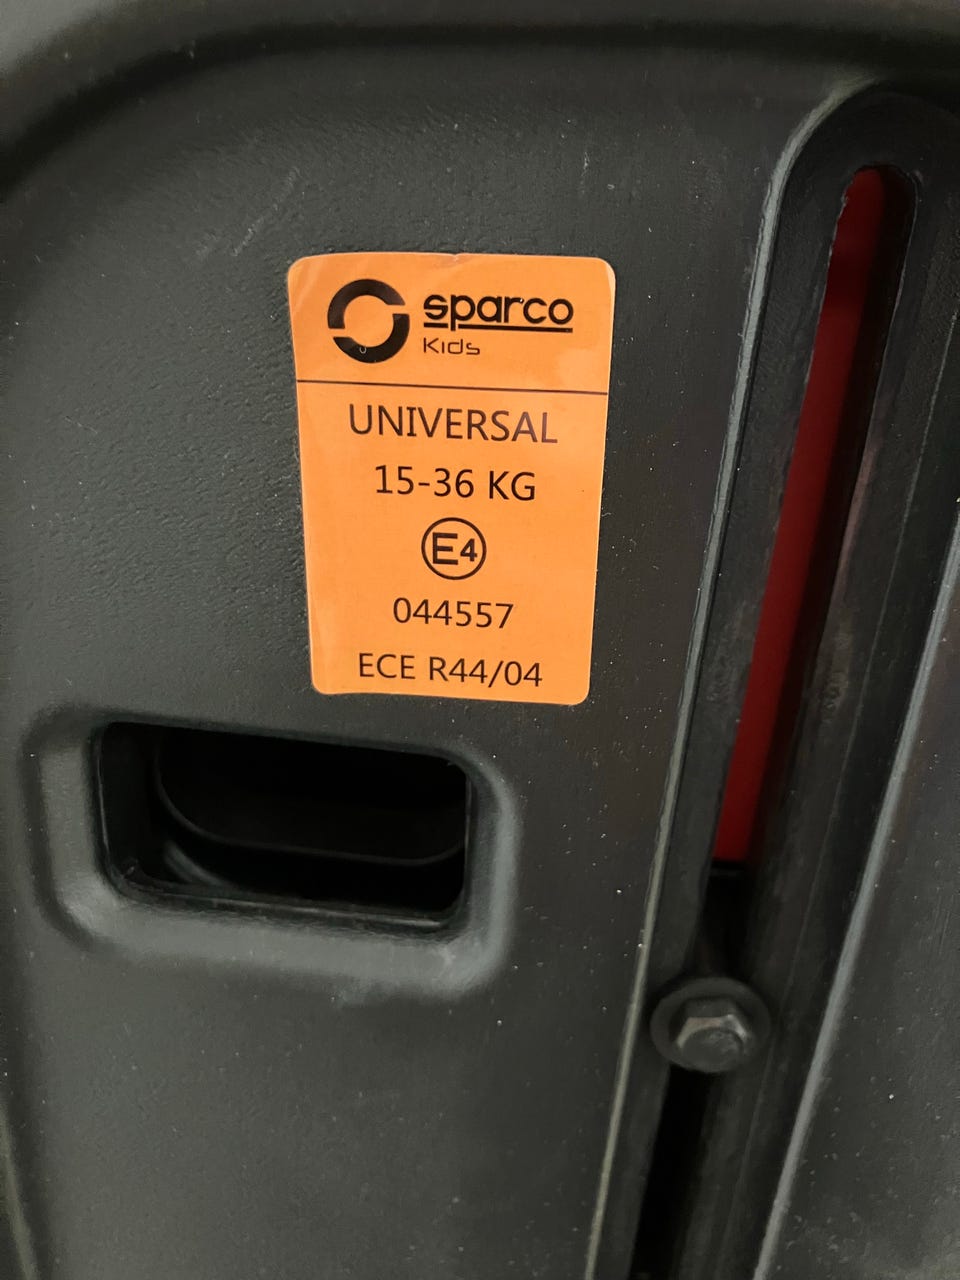 sparco
Kids
UNIVERSAL
15-36 KG
E4
044557
ECE R44/04